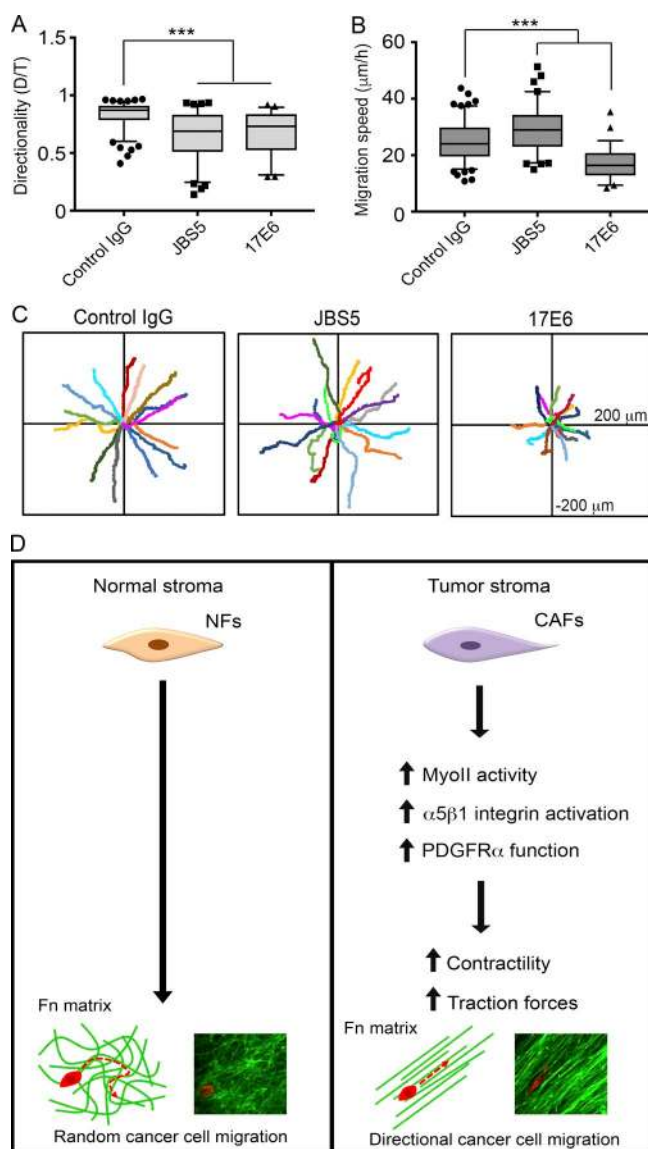 A
Directionality (D/T)
1.5
1
0.5
0
***
Control IgG
JBS5
17E6
B
Migration speed (μm/h)
60
40
20
0
***
Control IgG
JBS5
17E6
C
Control IgG
JBS5
17E6
200 μm
-200 μm
D
Normal stroma
NFs
Fn matrix
Random cancer cell migration
Tumor stroma
CAFs
MyoII activity
α5β1 integrin activation
PDGFRα function
Contractility
Traction forces
Fn matrix
Directional cancer cell migration